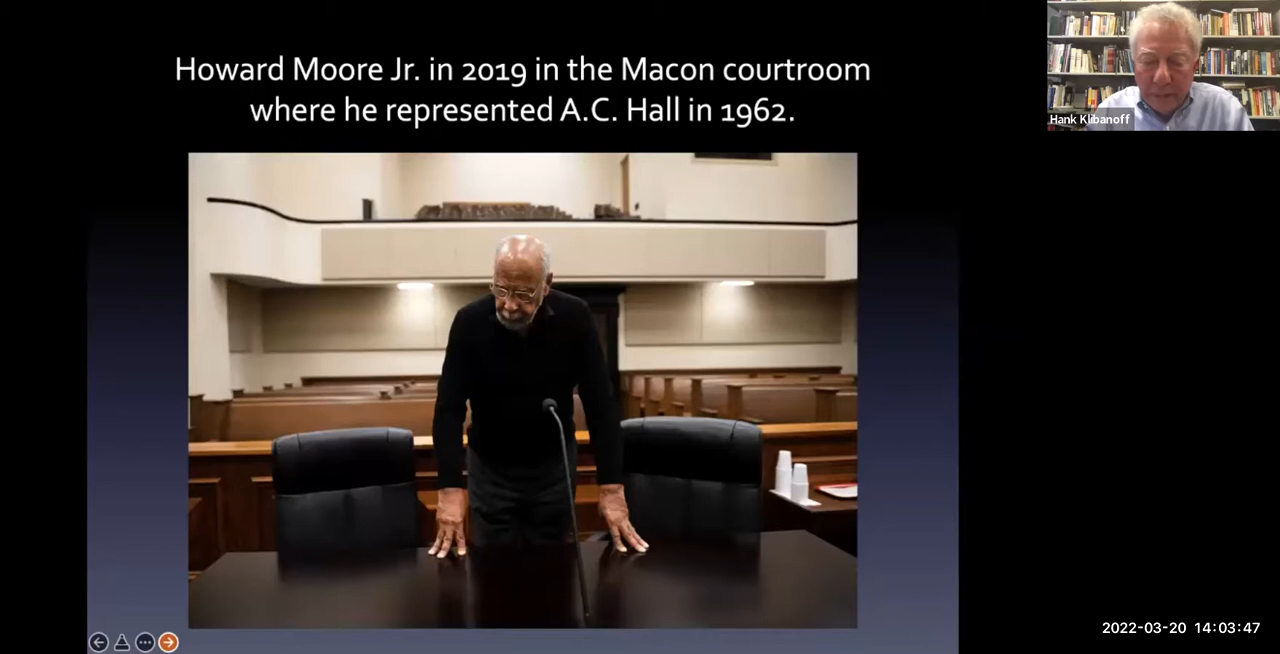 Howard Moore Jr. in 2019 in the Macon courtroom
where he represented A.C. Hall in 1962.
Hank Klibanoff
2022-03-20 14:03:47